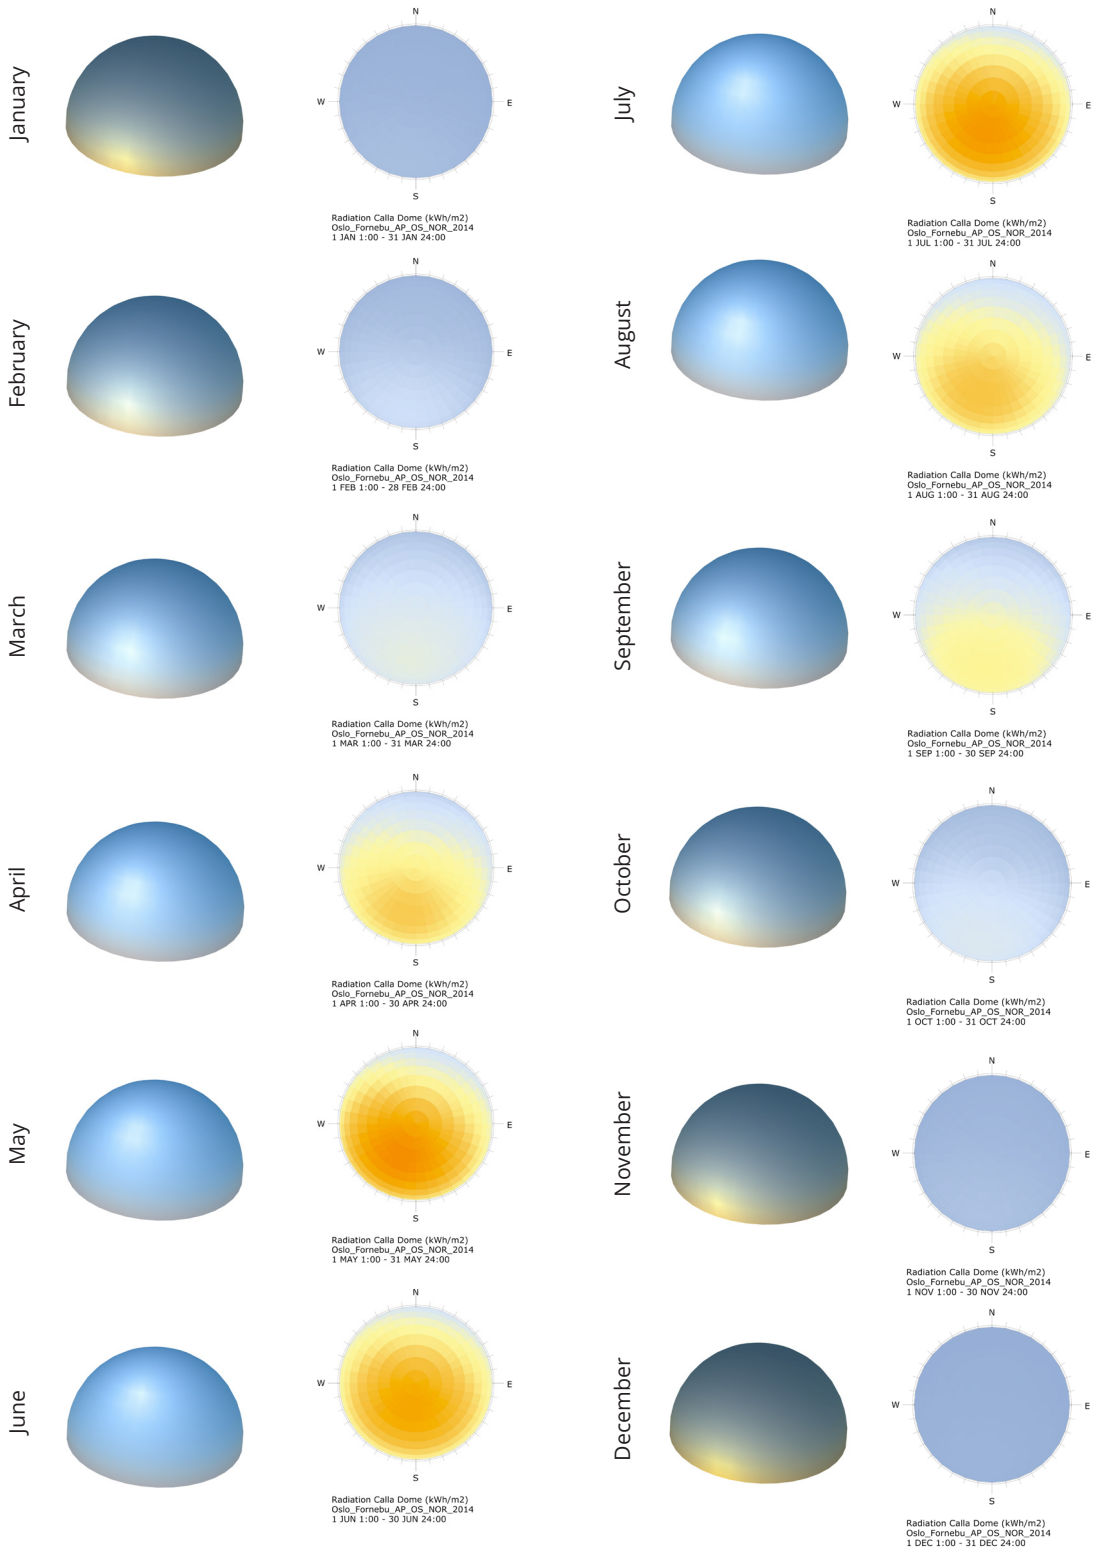 January
N
W
E
S
Radiation Calla Dome (kWh/m2)
Oslo_Fornebu_AP_OS_NOR_2014
1 JAN 1:00 - 31 JAN 24:00
February
N
W
E
S
Radiation Calla Dome (kWh/m2)
Oslo_Fornebu_AP_OS_NOR_2014
1 FEB 1:00 - 28 FEB 24:00
March
N
W
E
S
Radiation Calla Dome (kWh/m2)
Oslo_Fornebu_AP_OS_NOR_2014
1 MAR 1:00 - 31 MAR 24:00
April
N
W
E
S
Radiation Calla Dome (kWh/m2)
Oslo_Fornebu_AP_OS_NOR_2014
1 APR 1:00 - 30 APR 24:00
May
N
W
E
S
Radiation Calla Dome (kWh/m2)
Oslo_Fornebu_AP_OS_NOR_2014
1 MAY 1:00 - 31 MAY 24:00
June
N
W
E
S
Radiation Calla Dome (kWh/m2)
Oslo_Fornebu_AP_OS_NOR_2014
1 JUN 1:00 - 30 JUN 24:00
July
N
W
E
S
Radiation Calla Dome (kWh/m2)
Oslo_Fornebu_AP_OS_NOR_2014
1 JUL 1:00 - 31 JUL 24:00
August
N
W
E
S
Radiation Calla Dome (kWh/m2)
Oslo_Fornebu_AP_OS_NOR_2014
1 AUG 1:00 - 31 AUG 24:00
September
N
W
E
S
Radiation Calla Dome (kWh/m2)
Oslo_Fornebu_AP_OS_NOR_2014
1 SEP 1:00 - 30 SEP 24:00
October
N
W
E
S
Radiation Calla Dome (kWh/m2)
Oslo_Fornebu_AP_OS_NOR_2014
1 OCT 1:00 - 31 OCT 24:00
November
N
W
E
S
Radiation Calla Dome (kWh/m2)
Oslo_Fornebu_AP_OS_NOR_2014
1 NOV 1:00 - 30 NOV 24:00
December
N
W
E
S
Radiation Calla Dome (kWh/m2)
Oslo_Fornebu_AP_OS_NOR_2014
1 DEC 1:00 - 31 DEC 24:00